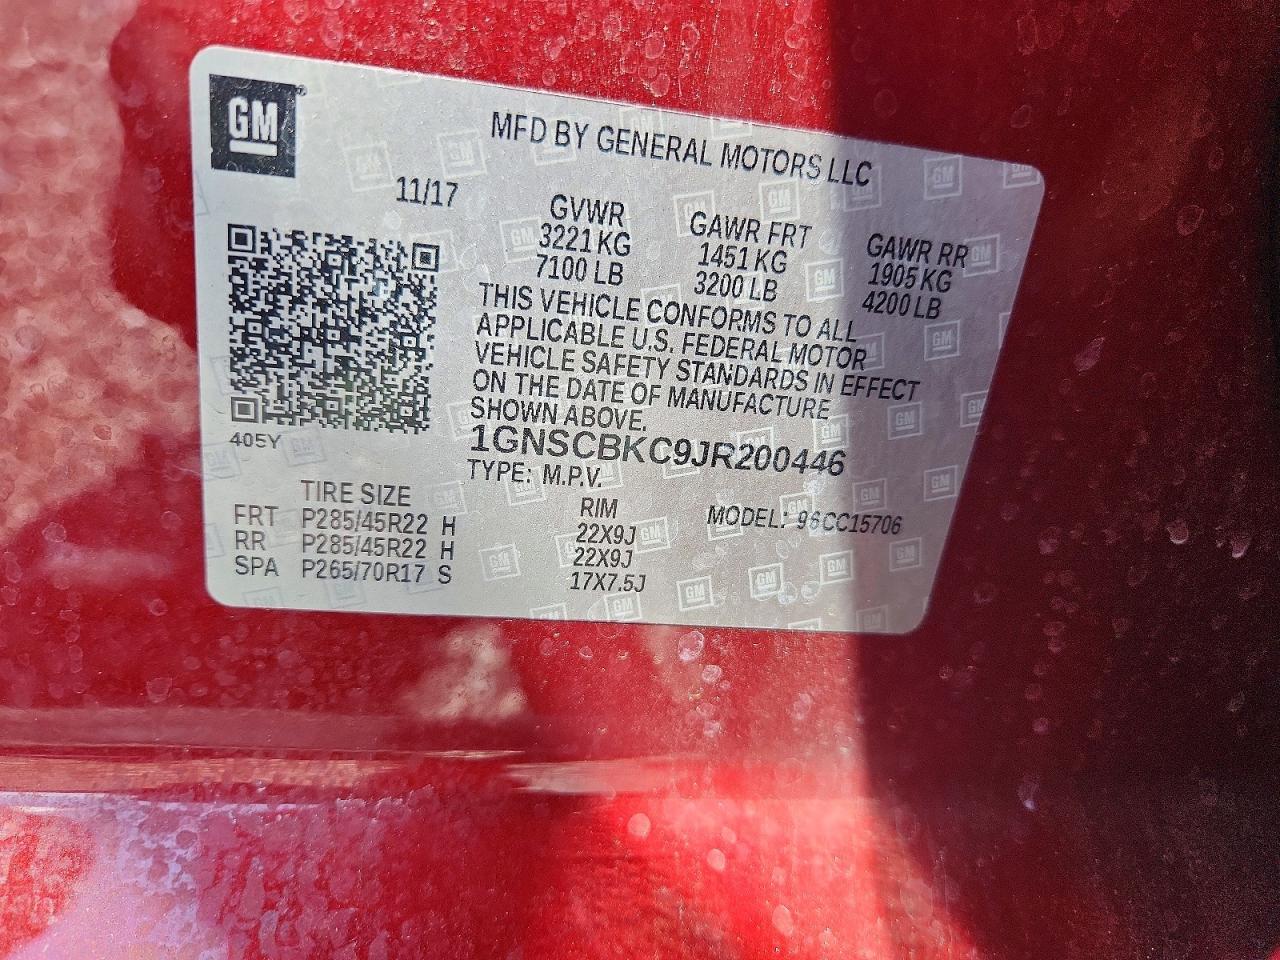 GM
MFD BY GENERAL MOTORS LLC
11/17
GVWR
3221 KG
7100 LB
GAWR FRT
1451 KG
3200 LB
GAWR RR
1905 KG
4200 LB
THIS VEHICLE CONFORMS TO ALL
APPLICABLE U.S. FEDERAL MOTOR
VEHICLE SAFETY STANDARDS IN EFFECT
ON THE DATE OF MANUFACTURE
SHOWN ABOVE.
405Y
1GNSCBKC9JR200446
TYPE: M.P.V.
MODEL: 96CC15706
TIRE SIZE RIM
FRT P285/45R22 H 22X9J
RR P285/45R22 H 22X9J
SPA P265/70R17 S 17X7.5J